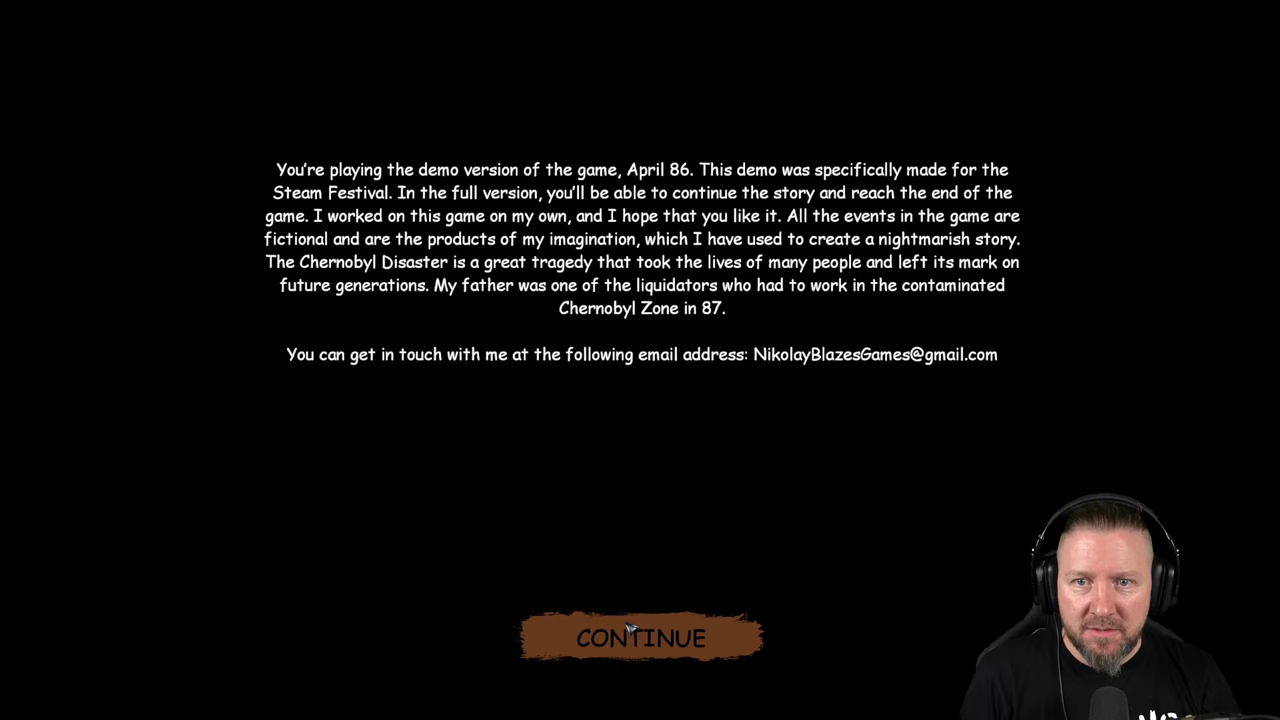 You're playing the demo version of the game, April 86. This demo was specifically made for the
Steam Festival. In the full version, you'll be able to continue the story and reach the end of the
game. I worked on this game on my own, and I hope that you like it. All the events in the game are
fictional and are the products of my imagination, which I have used to create a nightmarish story.
The Chernobyl Disaster is a great tragedy that took the lives of many people and left its mark on
future generations. My father was one of the liquidators who had to work in the contaminated
Chernobyl Zone in 87.
You can get in touch with me at the following email address: NikolayBlazesGames@gmail.com
CONTINUE